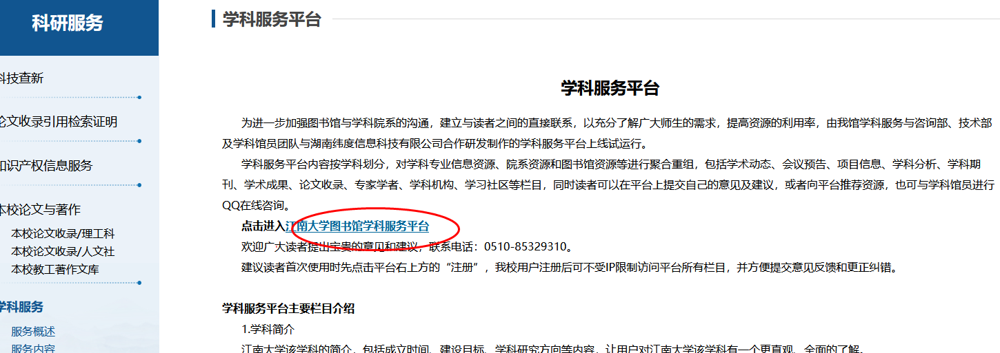 科研服务
科技查新
论文收录引用检索证明
知识产权信息服务
本校论文与著作
本校论文收录/理工科
本校论文收录/人文社
本校教工著作文库
学科服务
服务概述
服务内容
学科服务平台
学科服务平台
为进一步加强图书馆与学科院系的沟通，建立与读者之间的直接联系，以充分了解广大师生的需求，提高资源的利用率，由我馆学科服务与咨询部、技术部
及学科馆员团队与湖南纬度信息科技有限公司合作研发制作的学科服务平台上线试运行。
学科服务平台内容按学科划分，对学科专业信息资源、院系资源和图书馆资源等进行聚合重组，包括学术动态、会议预告、项目信息、学科分析、学科期
刊、学术成果、论文收录、专家学者、学科机构、学习社区等栏目，同时读者可以在平台上提交自己的意见及建议，或者向平台推荐资源，也可与学科馆员进行
QQ在线咨询。
点击进入江南大学图书馆学科服务平台
欢迎广大读者提出宝贵的意见和建议，联系电话：0510-85329310。
建议读者首次使用时先点击平台右上方的“注册”，我校用户注册后可不受IP限制访问平台所有栏目，并方便提交意见反馈和更正纠错。
学科服务平台主要栏目介绍
1.学科简介
江南大学该学科的简介，包括成立时间、建设目标、学科研究方向等内容，让用户对江南大学该学科有一个更直观、全面的了解。